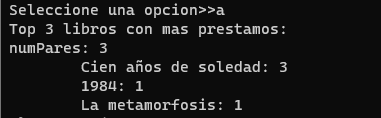 Seleccione una opcion>>a
Top 3 libros con mas prestamos:
numPares: 3
Cien años de soledad: 3
1984: 1
La metamorfosis: 1